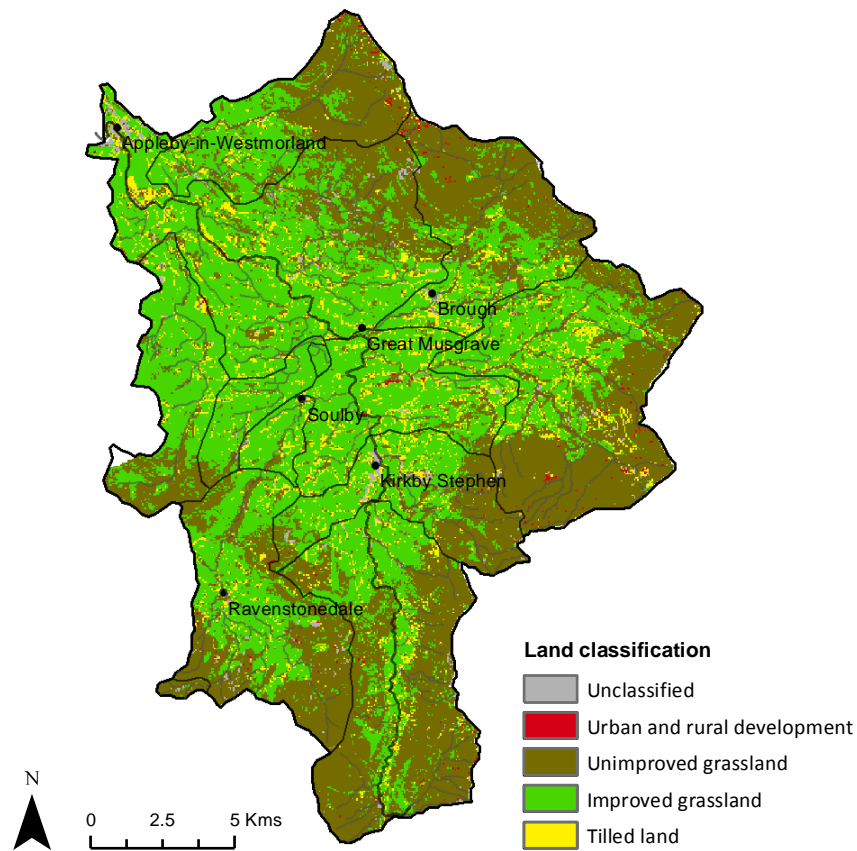 Appleby-in-Westmorland
Brough
Great Musgrave
Soulby
Kirkby Stephen
Ravenstonedale
Land classification
Unclassified
Urban and rural development
Unimproved grassland
Improved grassland
Tilled land
N
0 2.5 5 Kms